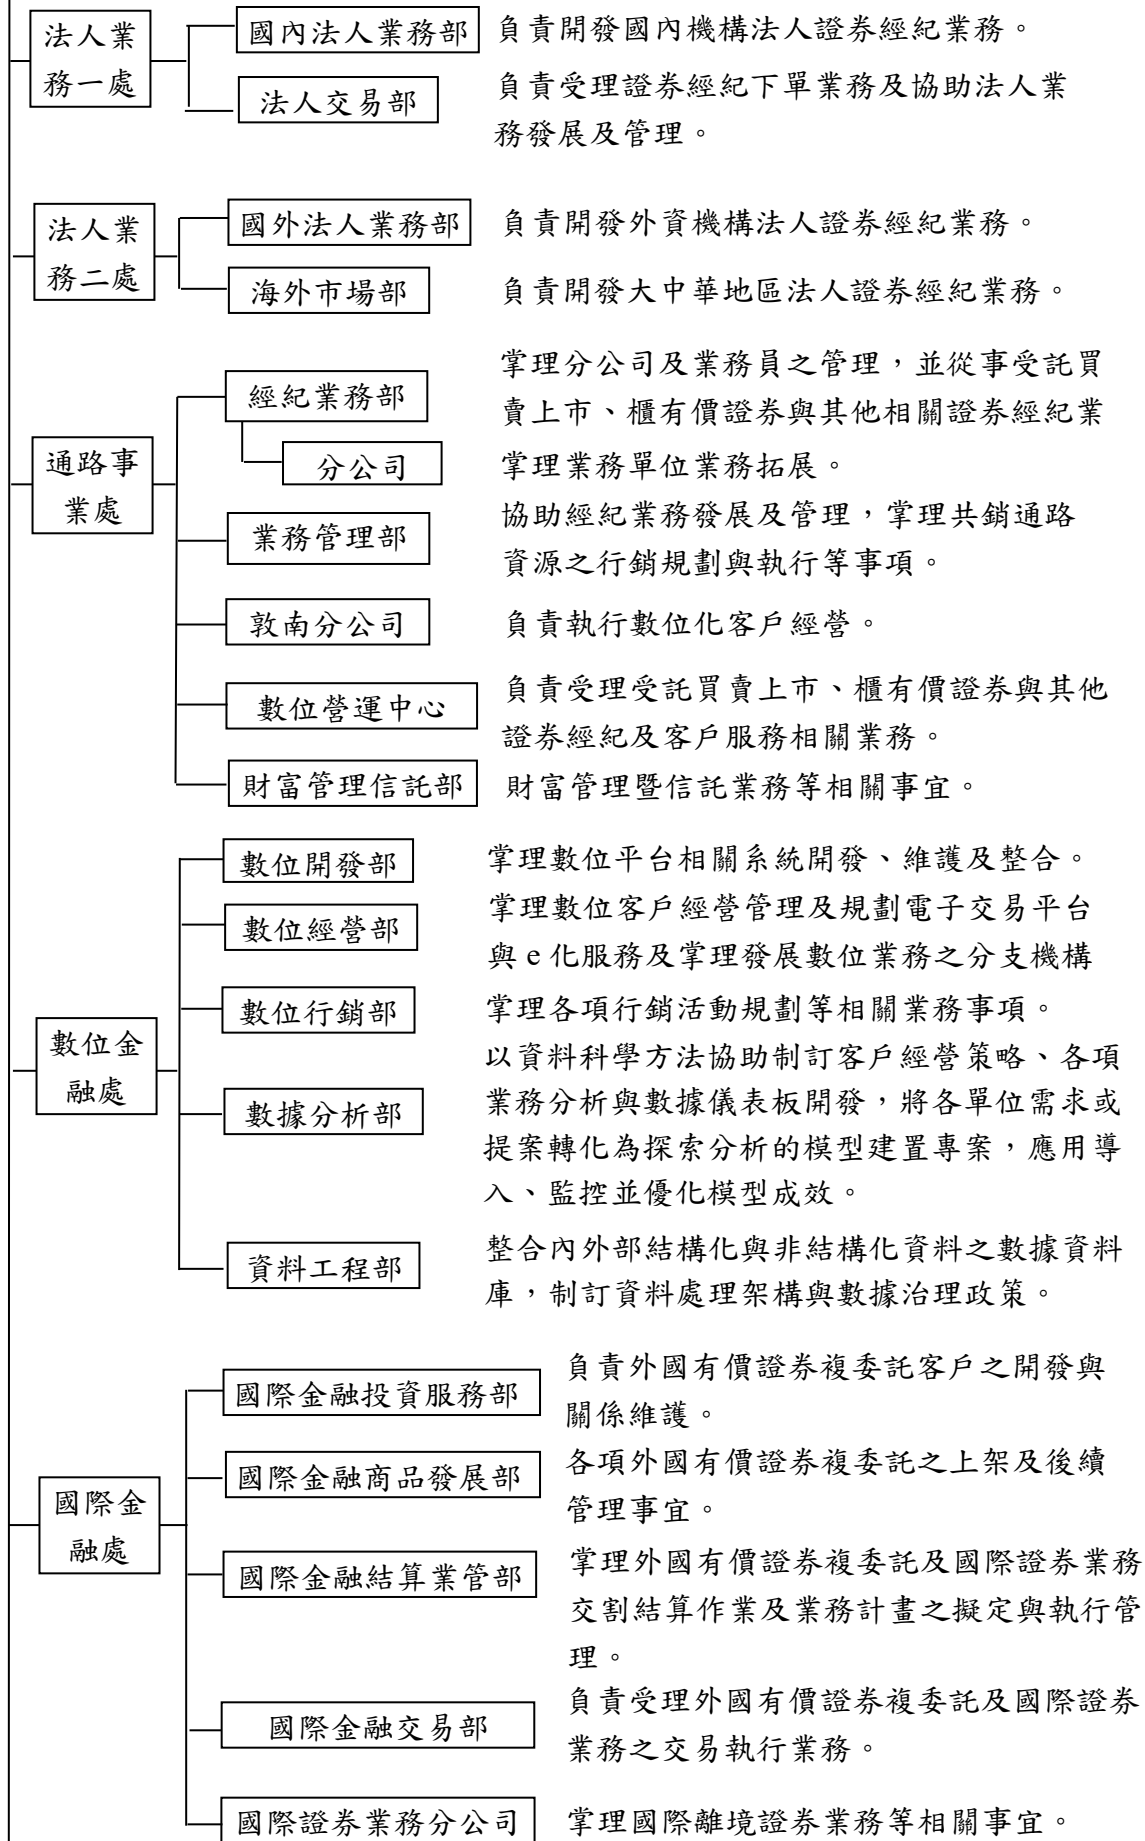 法人業
務一處
國內法人業務部
負責開發國內機構法人證券經紀業務。
法人交易部
負責受理證券經紀下單業務及協助法人業
務發展及管理。
法人業
務二處
國外法人業務部
負責開發外資機構法人證券經紀業務。
海外市場部
負責開發大中華地區法人證券經紀業務。
通路事
業處
經紀業務部
掌理分公司及業務員之管理,並從事受託買
賣上市、櫃有價證券與其他相關證券經紀業
分公司
掌理業務單位業務拓展。
業務管理部
協助經紀業務發展及管理,掌理共銷通路
資源之行銷規劃與執行等事項。
敦南分公司
負責執行數位化客戶經營。
數位營運中心
負責受理受託買賣上市、櫃有價證券與其他
證券經紀及客戶服務相關業務。
財富管理信託部
財富管理暨信託業務等相關事宜。
數位金
融處
數位開發部
掌理數位平台相關系統開發、維護及整合。
數位經營部
掌理數位客戶經營管理及規劃電子交易平台
與 e 化服務及掌理發展數位業務之分支機構
數位行銷部
掌理各項行銷活動規劃等相關業務事項。
數據分析部
以資料科學方法協助制訂客戶經營策略、各項
業務分析與數據儀表板開發,將各單位需求或
提案轉化為探索分析的模型建置專案,應用導
入、監控並優化模型成效。
資料工程部
整合內外部結構化與非結構化資料之數據資料
庫,制訂資料處理架構與數據治理政策。
國際金
融處
國際金融投資服務部
負責外國有價證券複委託客戶之開發與
關係維護。
國際金融商品發展部
各項外國有價證券複委託之上架及後續
管理事宜。
國際金融結算業管部
掌理外國有價證券複委託及國際證券業務
交割結算作業及業務計畫之擬定與執行管
理。
國際金融交易部
負責受理外國有價證券複委託及國際證券
業務之交易執行業務。
國際證券業務分公司
掌理國際離境證券業務等相關事宜。